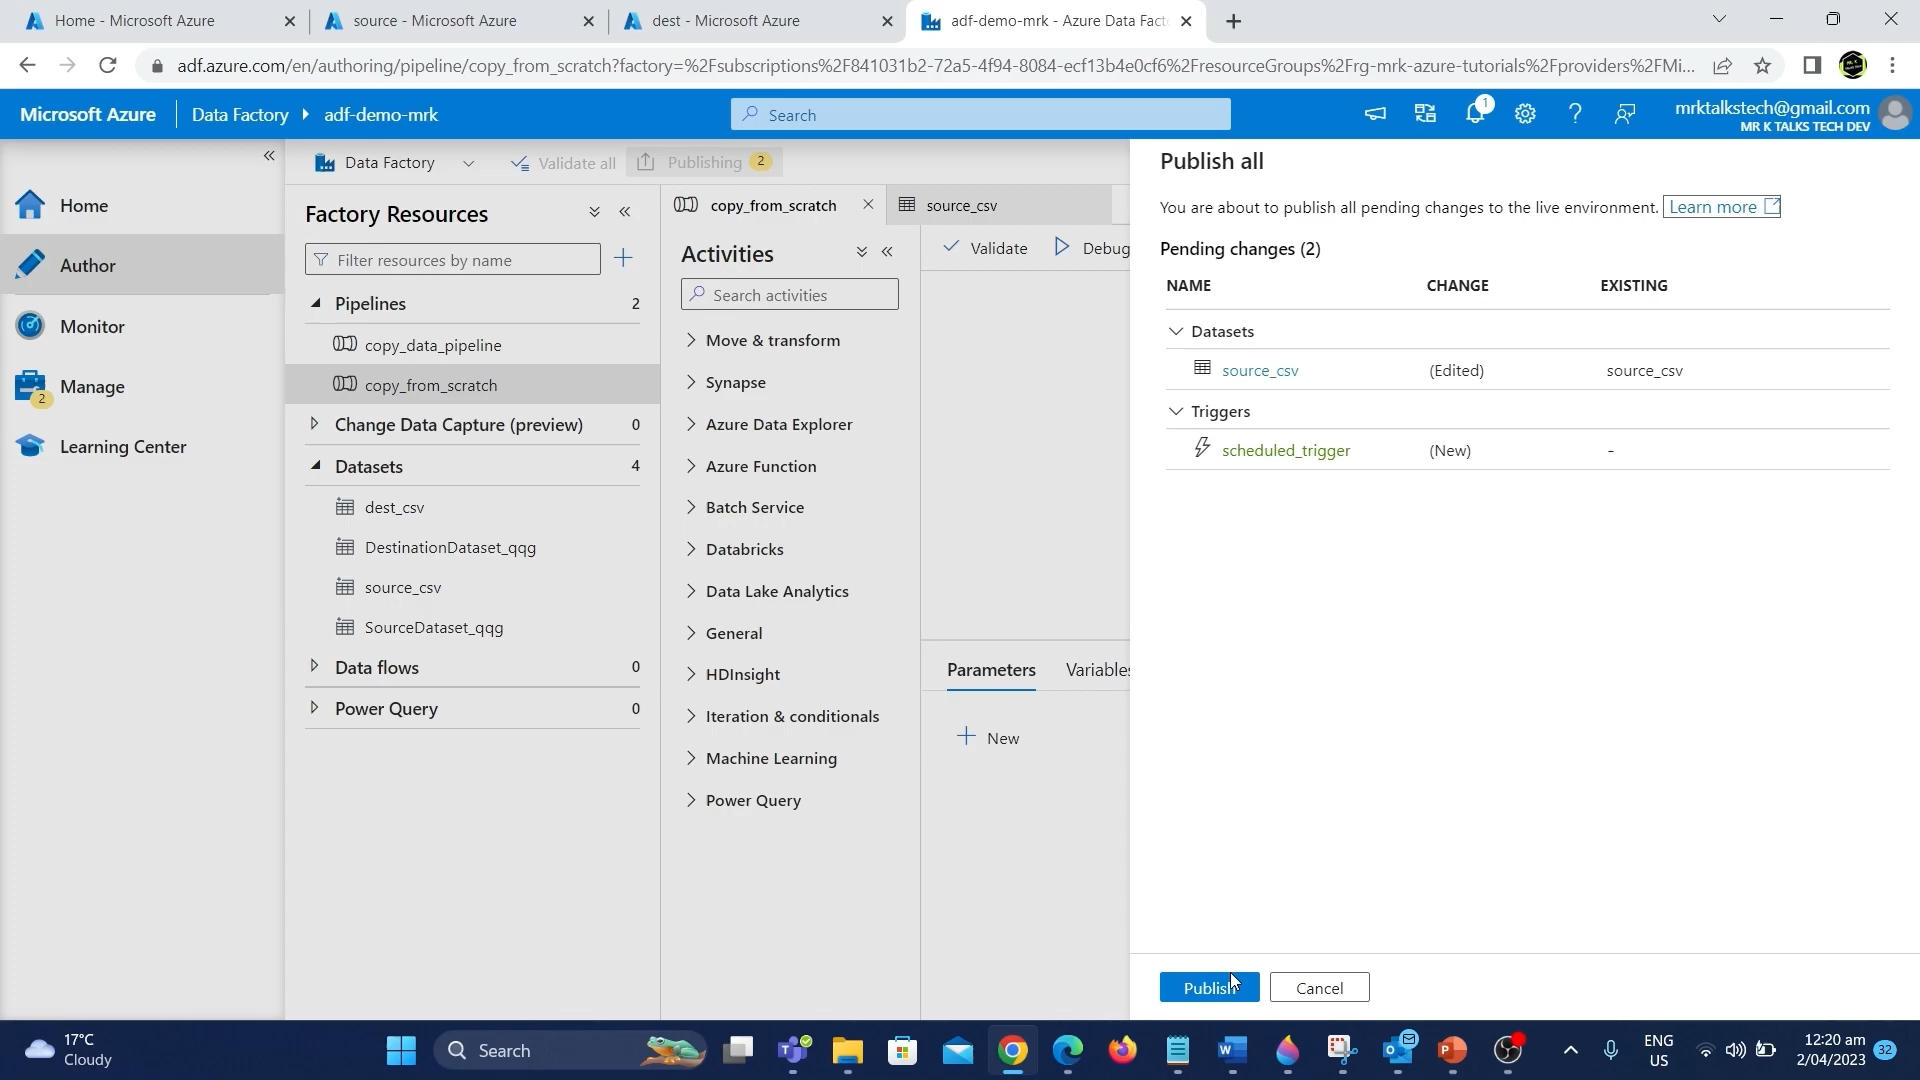 Home - Microsoft Azure
source - Microsoft Azure
dest - Microsoft Azure
adf-demo-mrk - Azure Data Fact
adf.azure.com/en/authoring/pipeline/copy_from_scratch?factory=%2Fsubscriptions%2F841031b2-72a5-4f94-8084-ecf13b4e0cf6%2FresourceGroups%2Frg-mrk-azure-tutorials%2Fproviders%2FMi...
Microsoft Azure
Data Factory
adf-demo-mrk
Search
1
mrktalkstech@gmail.com
MR K TALKS TECH DEV
Home
Author
Monitor
Manage
2
Learning Center
Data Factory
Validate all
Publishing
2
Factory Resources
Filter resources by name
Pipelines
2
copy_data_pipeline
copy_from_scratch
Change Data Capture (preview)
0
Datasets
4
dest_csv
DestinationDataset_qqg
source_csv
SourceDataset_qqg
Data flows
0
Power Query
0
copy_from_scratch
source_csv
Activities
Search activities
Move & transform
Synapse
Azure Data Explorer
Azure Function
Batch Service
Databricks
Data Lake Analytics
General
HDInsight
Iteration & conditionals
Machine Learning
Power Query
Validate
Debug
Parameters
Variables
New
Publish all
You are about to publish all pending changes to the live environment. Learn more
Pending changes (2)
NAME CHANGE EXISTING
Datasets
source_csv (Edited) source_csv
Triggers
scheduled_trigger (New) -
Publish
Cancel
17°C
Cloudy
Search
ENG
US
12:20 am
2/04/2023
32